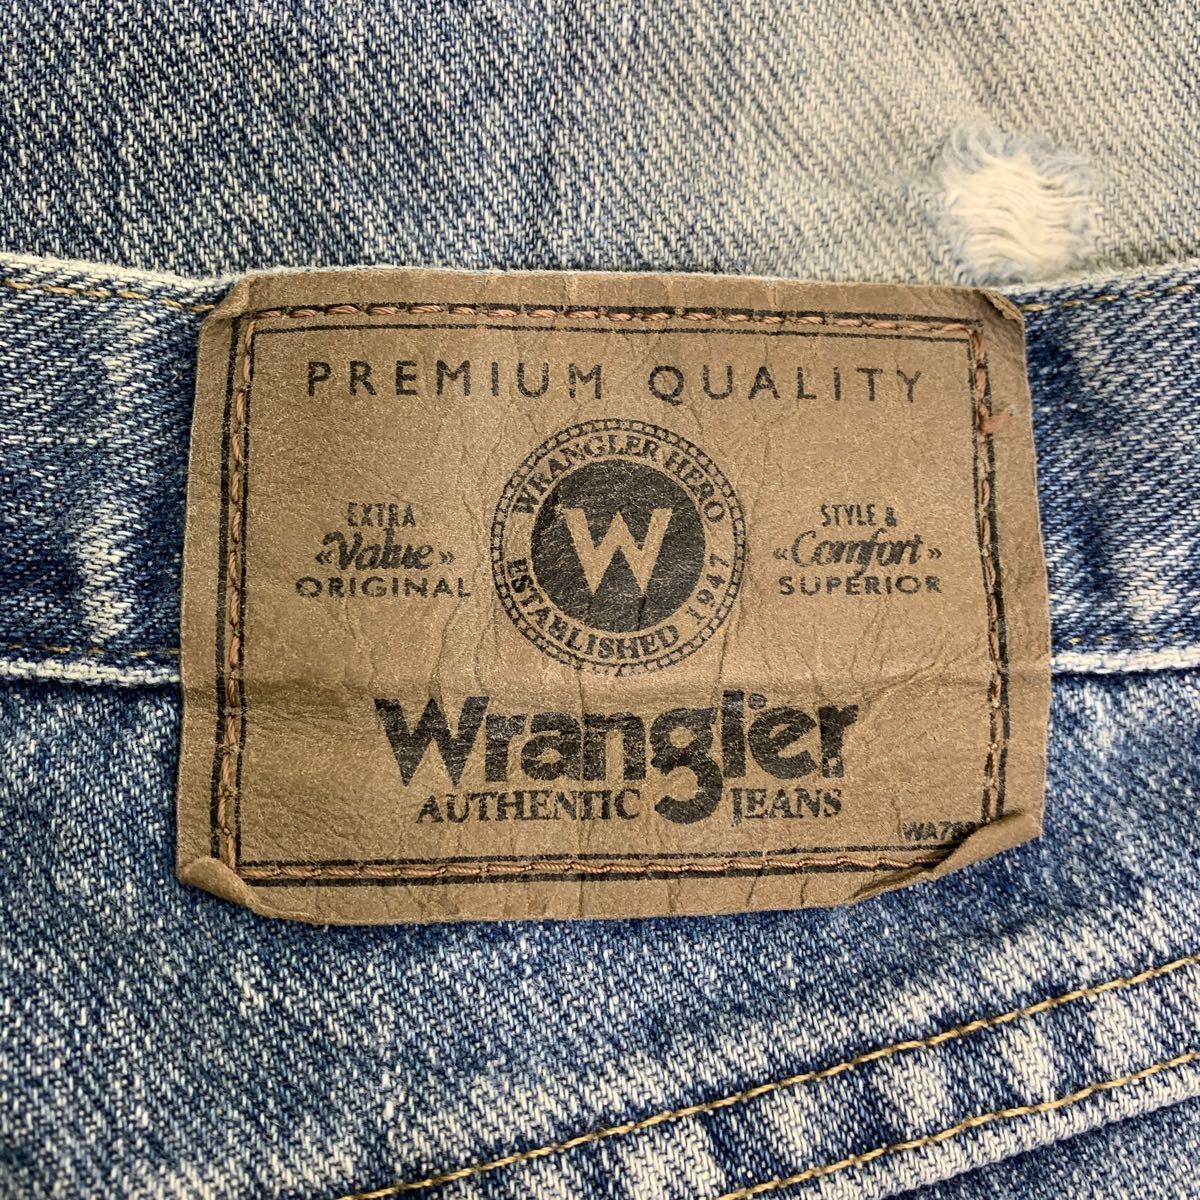 PREMIUM QUALITY
WRANGLER HERO
ESTABLISHED 1947
W
EXTRA
«Value»
ORIGINAL
STYLE &
«Comfort»
SUPERIOR
Wrangler
AUTHENTIC JEANS